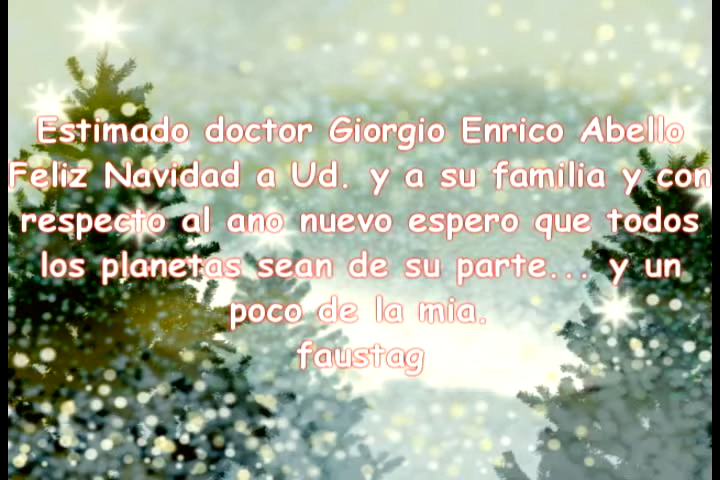 Estimado doctor Giorgio Enrico Abello
Feliz Navidad a Ud. y a su familia y con
respecto al ano nuevo espero que todos
los planetas sean de su parte... y un
poco de la mia.
faustag